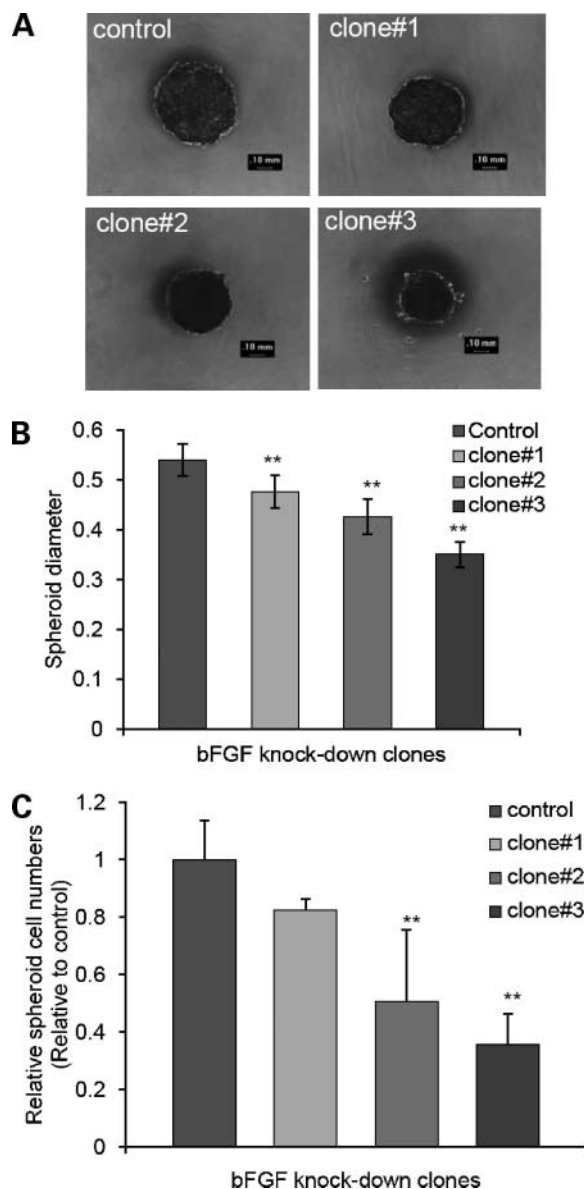 A
control
clone#1
.10 mm
.10 mm
clone#2
clone#3
.10 mm
.10 mm
B
0.6
0.5
0.4
0.3
0.2
0.1
0
Spheroid diameter
**
**
**
Control
clone#1
clone#2
clone#3
bFGF knock-down clones
C
1.2
1
0.8
0.6
0.4
0.2
0
Relative spheroid cell numbers
(Relative to control)
**
**
control
clone#1
clone#2
clone#3
bFGF knock-down clones